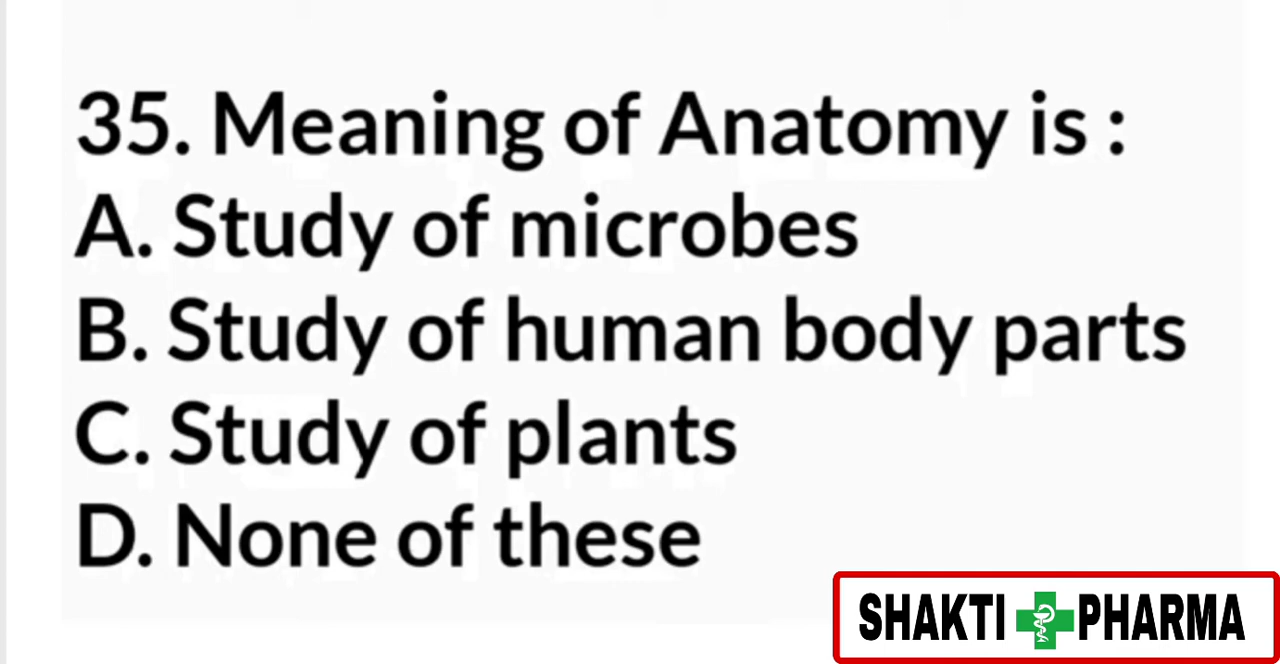 35. Meaning of Anatomy is :
A. Study of microbes
B. Study of human body parts
C. Study of plants
D. None of these
SHAKTI PHARMA